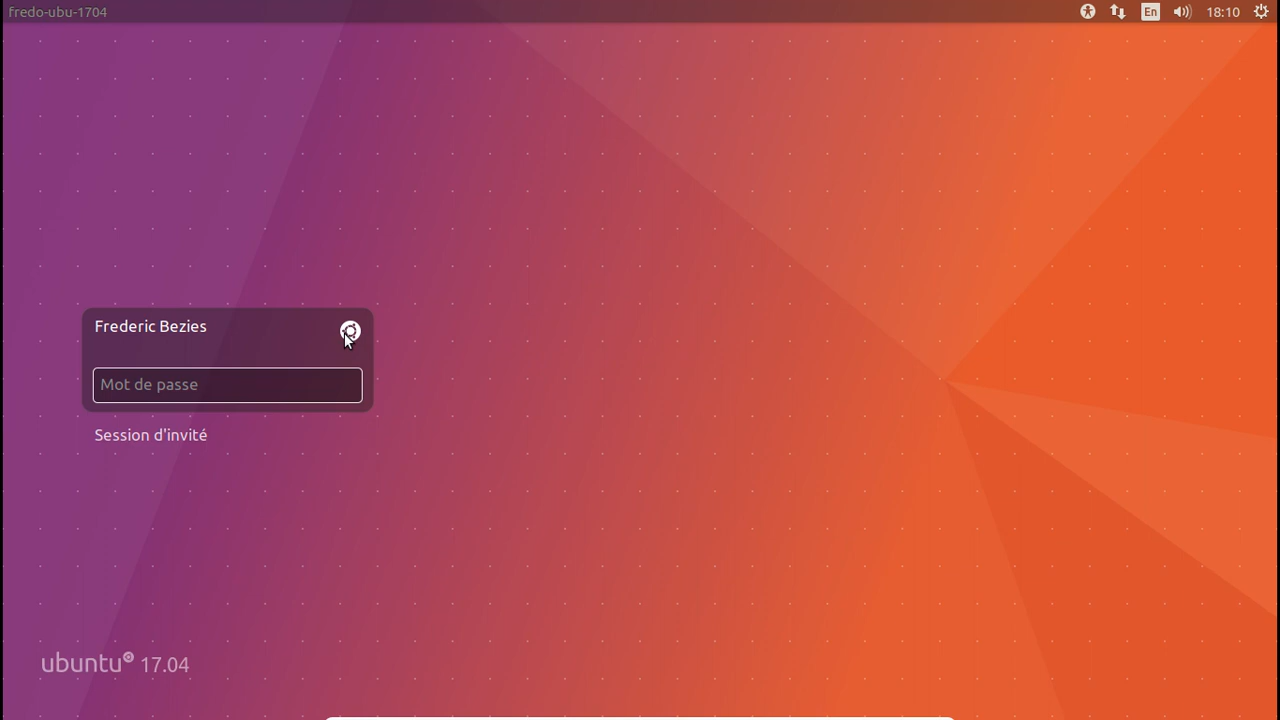 fredo-ubu-1704
En
18:10
Frederic Bezies
Mot de passe
Session d'invité
ubuntu 17.04